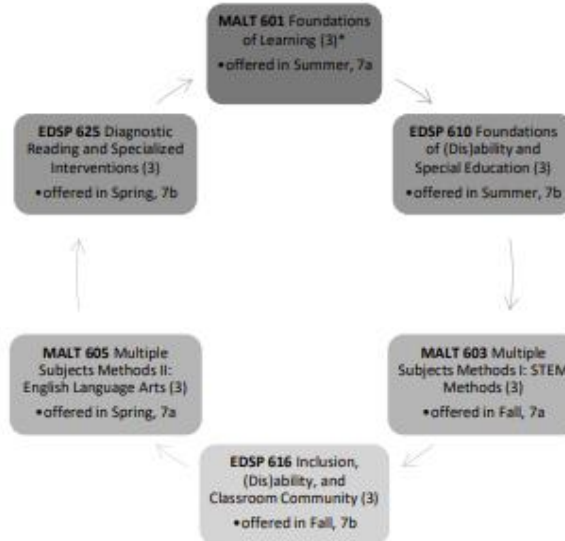 MALT 601 Foundations
of Learning (3)*
•offered in Summer, 7a
EDSP 610 Foundations
of (Dis)ability and
Special Education (3)
•offered in Summer, 7b
MALT 603 Multiple
Subjects Methods I: STEM
Methods (3)
•offered in Fall, 7a
EDSP 616 Inclusion,
(Dis)ability, and
Classroom Community (3)
•offered in Fall, 7b
MALT 605 Multiple
Subjects Methods II:
English Language Arts (3)
•offered in Spring, 7a
EDSP 625 Diagnostic
Reading and Specialized
Interventions (3)
•offered in Spring, 7b